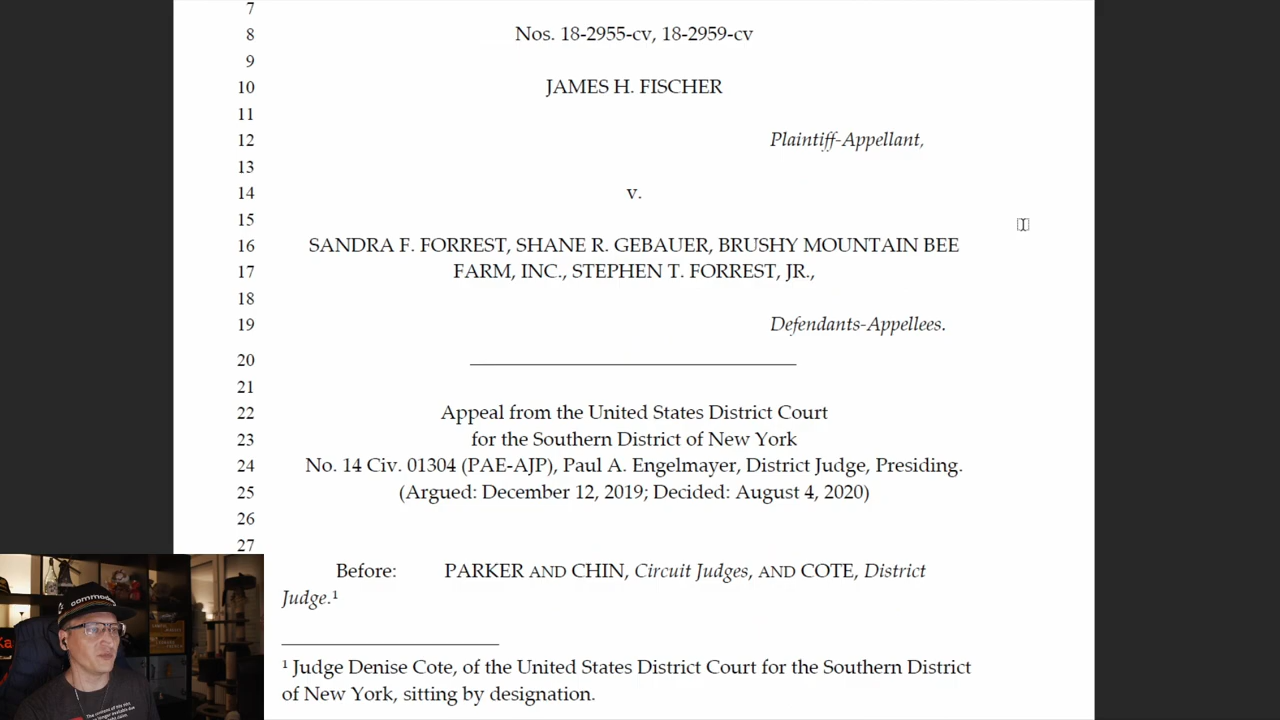 7
8 Nos. 18-2955-cv, 18-2959-cv
9
10 JAMES H. FISCHER
11
12 Plaintiff-Appellant,
13
14 v.
15
16 SANDRA F. FORREST, SHANE R. GEBAUER, BRUSHY MOUNTAIN BEE
17 FARM, INC., STEPHEN T. FORREST, JR.,
18
19 Defendants-Appellees.
20
21
22 Appeal from the United States District Court
23 for the Southern District of New York
24 No. 14 Civ. 01304 (PAE-AJP), Paul A. Engelmayer, District Judge, Presiding.
25 (Argued: December 12, 2019; Decided: August 4, 2020)
26
27
Before: PARKER AND CHIN, Circuit Judges, AND COTE, District
Judge.¹
¹ Judge Denise Cote, of the United States District Court for the Southern District
of New York, sitting by designation.